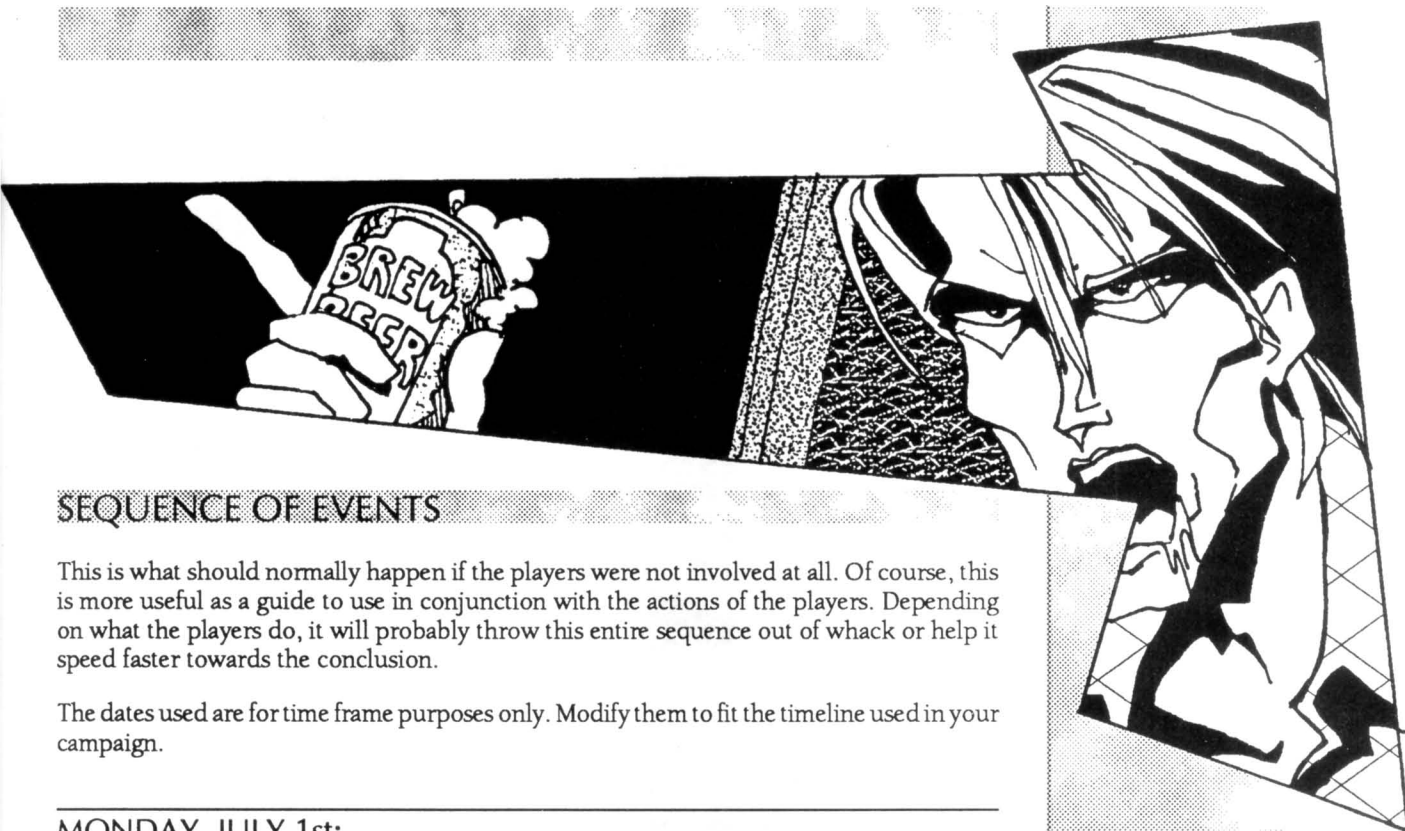 BREW
BEER
SEQUENCE OF EVENTS
This is what should normally happen if the players were not involved at all. Of course, this
is more useful as a guide to use in conjunction with the actions of the players. Depending
on what the players do, it will probably throw this entire sequence out of whack or help it
speed faster towards the conclusion.
The dates used are for time frame purposes only. Modify them to fit the timeline used in your
campaign.
MONDAY, JULY 1st: